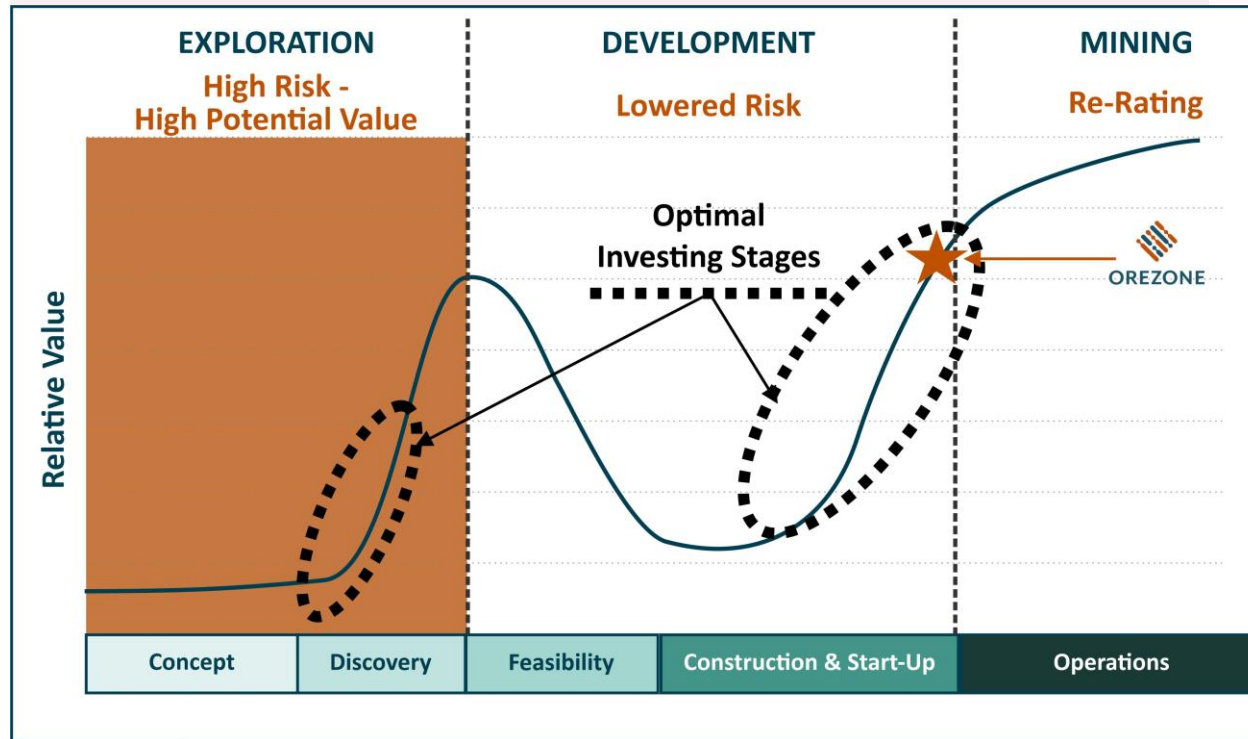 EXPLORATION
High Risk -
High Potential Value
DEVELOPMENT
Lowered Risk
MINING
Re-Rating
Optimal
Investing Stages
OREZONE
Relative Value
Concept
Discovery
Feasibility
Construction & Start-Up
Operations